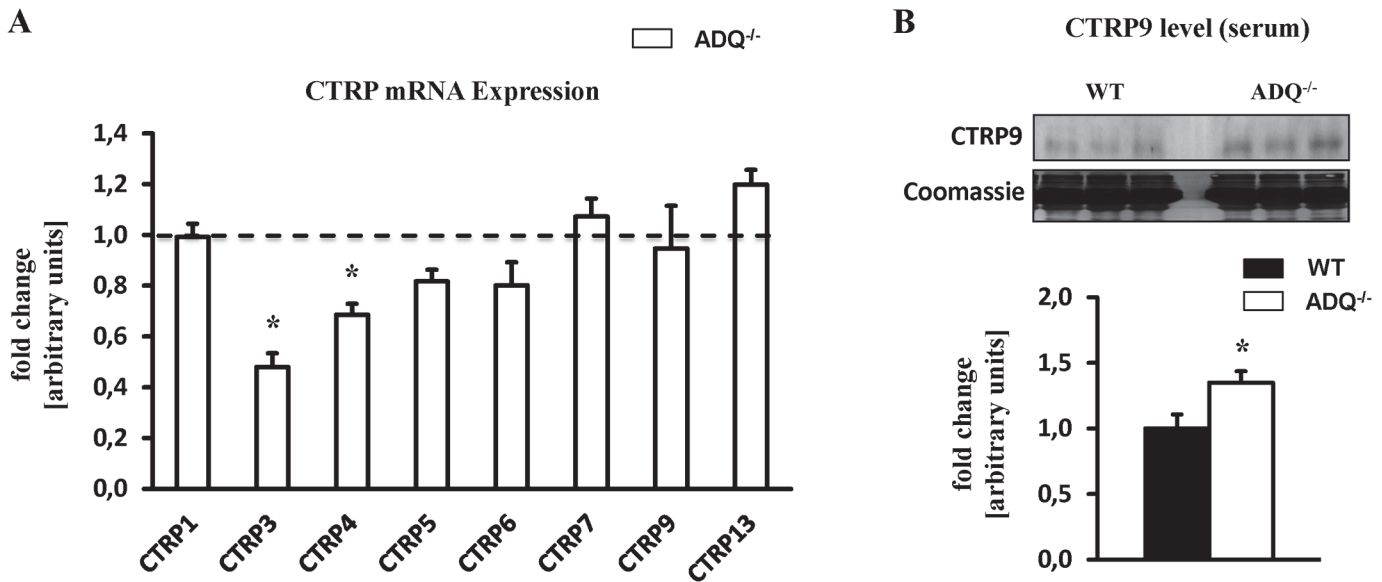 A
ADQ-/-
CTRP mRNA Expression
1,4
1,2
1,0
0,8
0,6
0,4
0,2
0,0
fold change
[arbitrary units]
*
*
CTRP1
CTRP3
CTRP4
CTRP5
CTRP6
CTRP7
CTRP9
CTRP13
B
CTRP9 level (serum)
WT
ADQ-/-
CTRP9
Coomassie
WT
ADQ-/-
2,0
1,5
1,0
0,5
0,0
fold change
[arbitrary units]
*